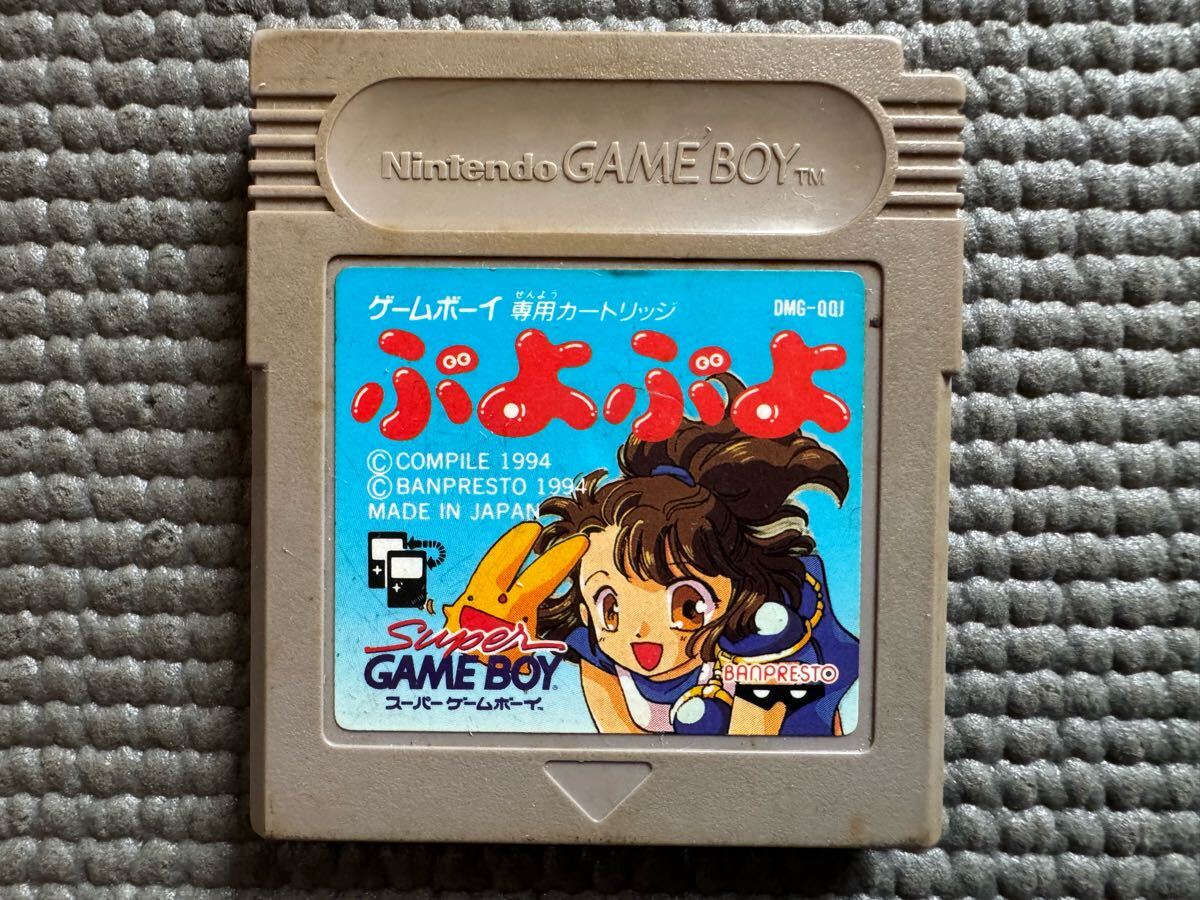 Nintendo GAME BOY TM
せんよう
ゲームボーイ 専用カートリッジ DMG-QQJ
ぷよぷよ
©COMPILE 1994
©BANPRESTO 1994
MADE IN JAPAN
Super
GAME BOY®
スーパーゲームボーイ™
BANPRESTO